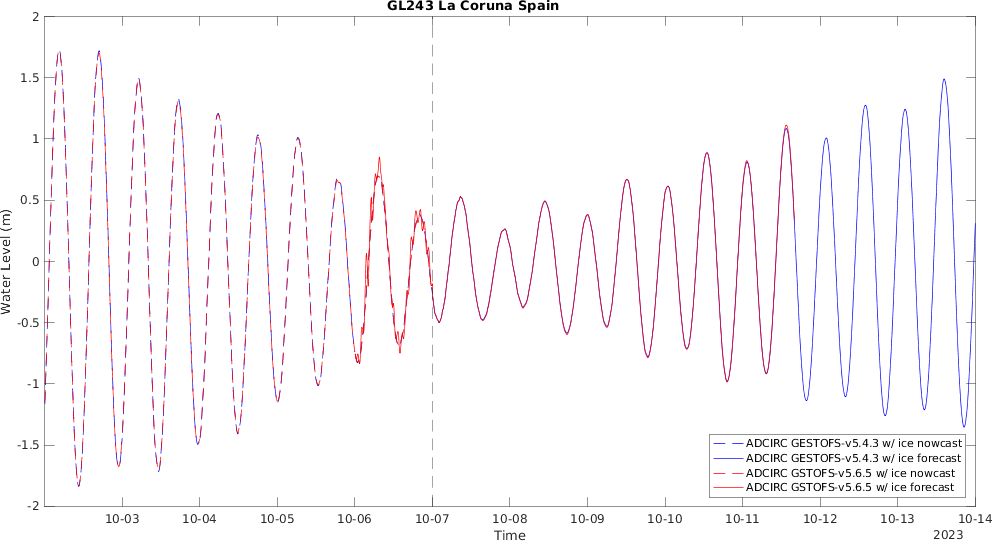 GL243 La Coruna Spain
2
1.5
1
0.5
0
-0.5
-1
-1.5
-2
Water Level (m)
10-03 10-04 10-05 10-06 10-07 10-08 10-09 10-10 10-11 10-12 10-13 10-14
Time
2023
ADCIRC GESTOFS-v5.4.3 w/ ice nowcast
ADCIRC GESTOFS-v5.4.3 w/ ice forecast
ADCIRC GSTOFS-v5.6.5 w/ ice nowcast
ADCIRC GSTOFS-v5.6.5 w/ ice forecast